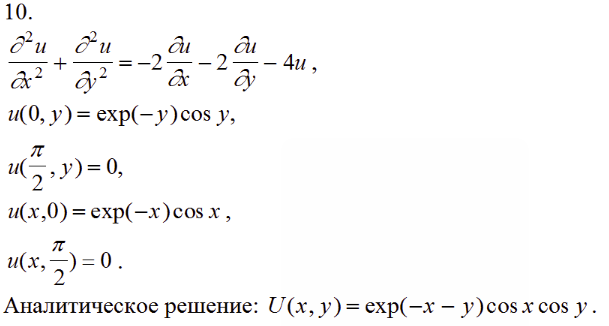 10.
∂²u/∂x² + ∂²u/∂y² = −2 ∂u/∂x − 2 ∂u/∂y − 4u ,
u(0, y) = exp(−y) cos y,
u(π/2, y) = 0,
u(x,0) = exp(−x) cos x ,
u(x, π/2) = 0 .
Аналитическое решение: U(x, y) = exp(−x − y) cos x cos y .